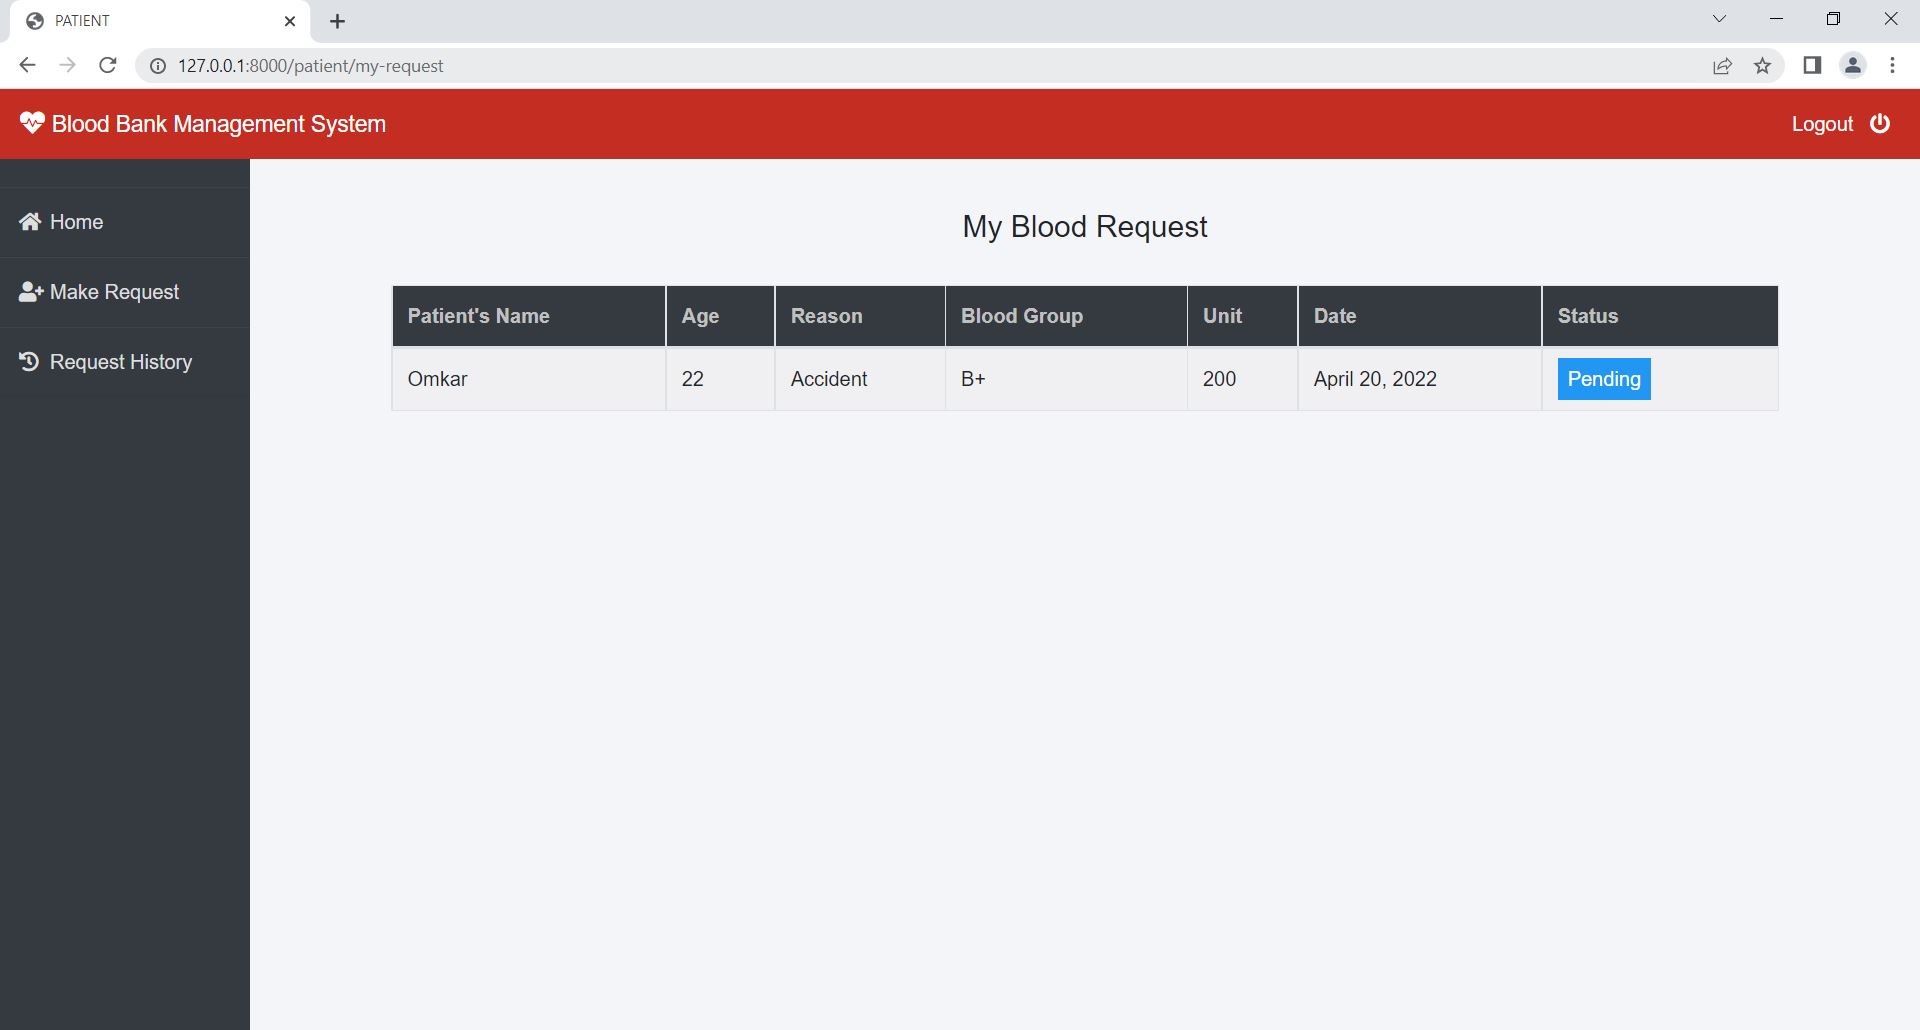 PATIENT
127.0.0.1:8000/patient/my-request
Blood Bank Management System
Logout
Home
Make Request
Request History
My Blood Request
Patient's Name Age Reason Blood Group Unit Date Status
Omkar 22 Accident B+ 200 April 20, 2022 Pending